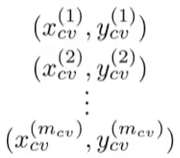 $(x_{cv}^{(1)}, y_{cv}^{(1)})$
$(x_{cv}^{(2)}, y_{cv}^{(2)})$
$\vdots$
$(x_{cv}^{(m_{cv})}, y_{cv}^{(m_{cv})})$